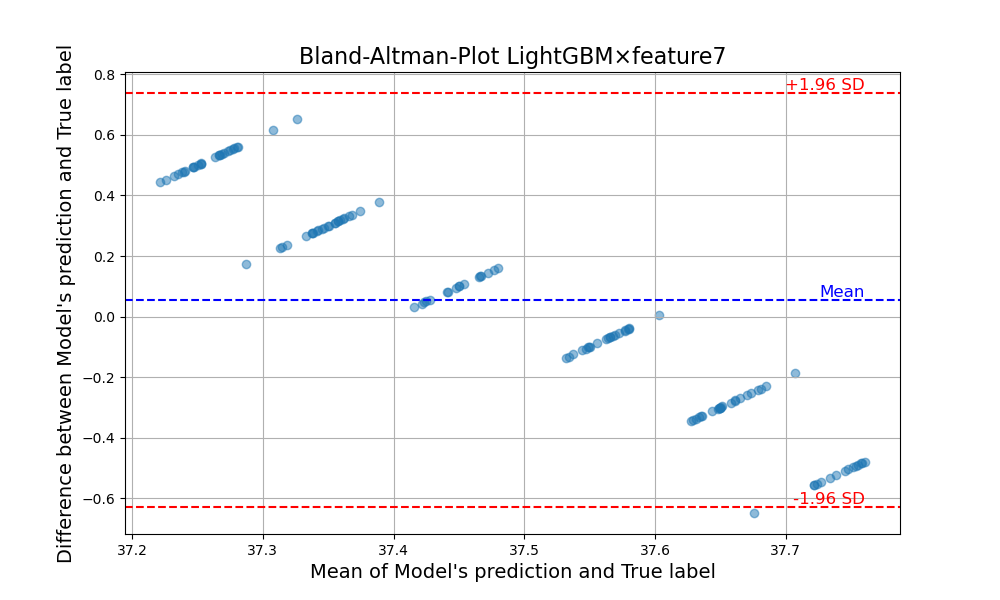 Bland-Altman-Plot LightGBM×feature7
Difference between Model's prediction and True label
0.8
0.6
0.4
0.2
0.0
−0.2
−0.4
−0.6
+1.96 SD
Mean
-1.96 SD
37.2 37.3 37.4 37.5 37.6 37.7
Mean of Model's prediction and True label